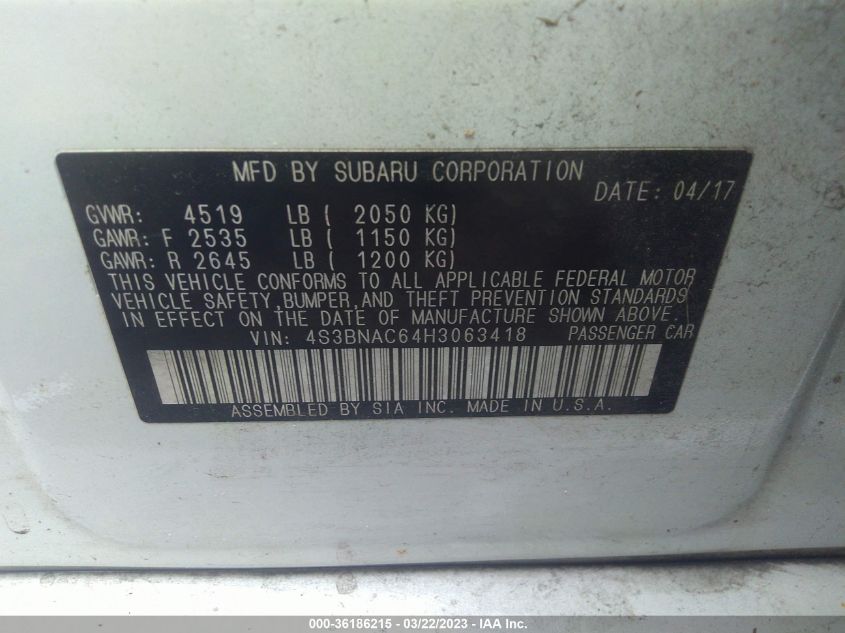 MFD BY SUBARU CORPORATION
DATE: 04/17
GVWR: 4519 LB ( 2050 KG)
GAWR: F 2535 LB ( 1150 KG)
GAWR: R 2645 LB ( 1200 KG)
THIS VEHICLE CONFORMS TO ALL APPLICABLE FEDERAL MOTOR
VEHICLE SAFETY,BUMPER,AND THEFT PREVENTION STANDARDS
IN EFFECT ON THE DATE OF MANUFACTURE SHOWN ABOVE.
VIN: 4S3BNAC64H3063418 PASSENGER CAR
ASSEMBLED BY SIA INC. MADE IN U.S.A.
000-36186215 - 03/22/2023 - IAA Inc.